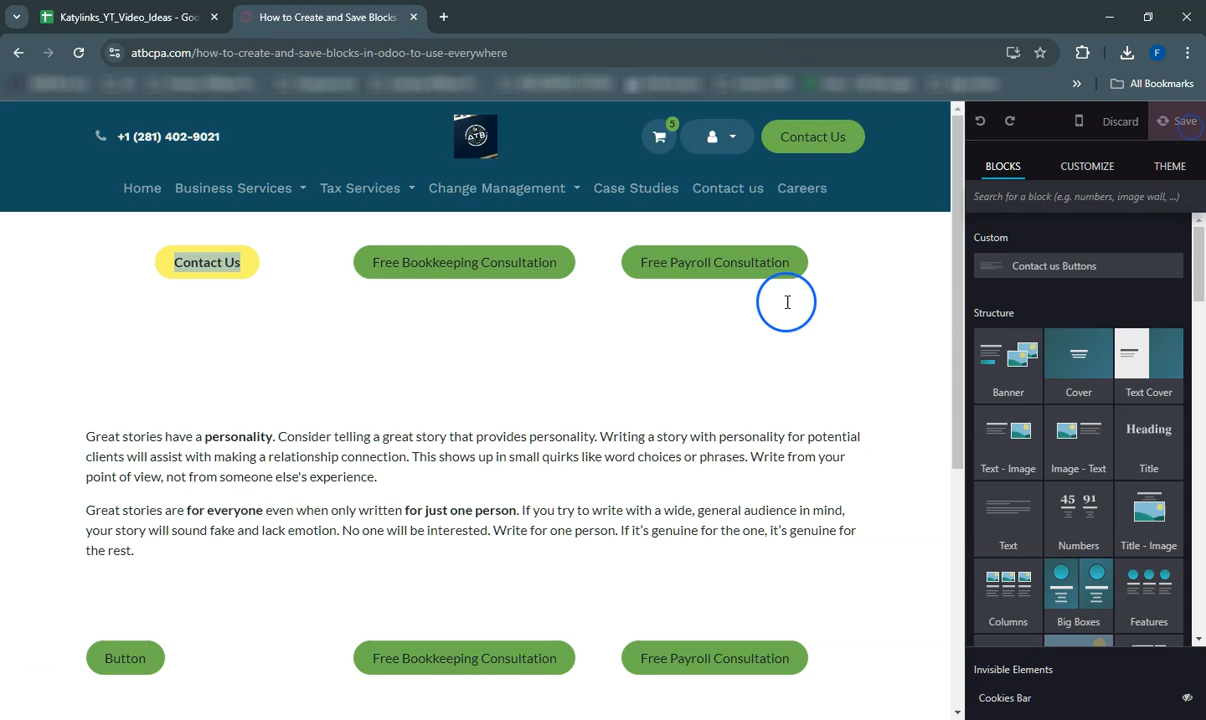 Katylinks_YT_Video_Ideas - Goo
How to Create and Save Blocks
atbcpa.com/how-to-create-and-save-blocks-in-odoo-to-use-everywhere
F
All Bookmarks
+1 (281) 402-9021
ATB
5
Contact Us
Discard
Save
Home
Business Services
Tax Services
Change Management
Case Studies
Contact us
Careers
BLOCKS
CUSTOMIZE
THEME
Search for a block (e.g. numbers, image wall, ...)
Contact Us
Free Bookkeeping Consultation
Free Payroll Consultation
Custom
Contact us Buttons
Structure
Banner
Cover
Text Cover
Text - Image
Image - Text
Heading
Title
Text
45 91
Numbers
Title - Image
Columns
Big Boxes
Features
Great stories have a personality. Consider telling a great story that provides personality. Writing a story with personality for potential
clients will assist with making a relationship connection. This shows up in small quirks like word choices or phrases. Write from your
point of view, not from someone else's experience.
Great stories are for everyone even when only written for just one person. If you try to write with a wide, general audience in mind,
your story will sound fake and lack emotion. No one will be interested. Write for one person. If it's genuine for the one, it's genuine for
the rest.
Button
Free Bookkeeping Consultation
Free Payroll Consultation
Invisible Elements
Cookies Bar